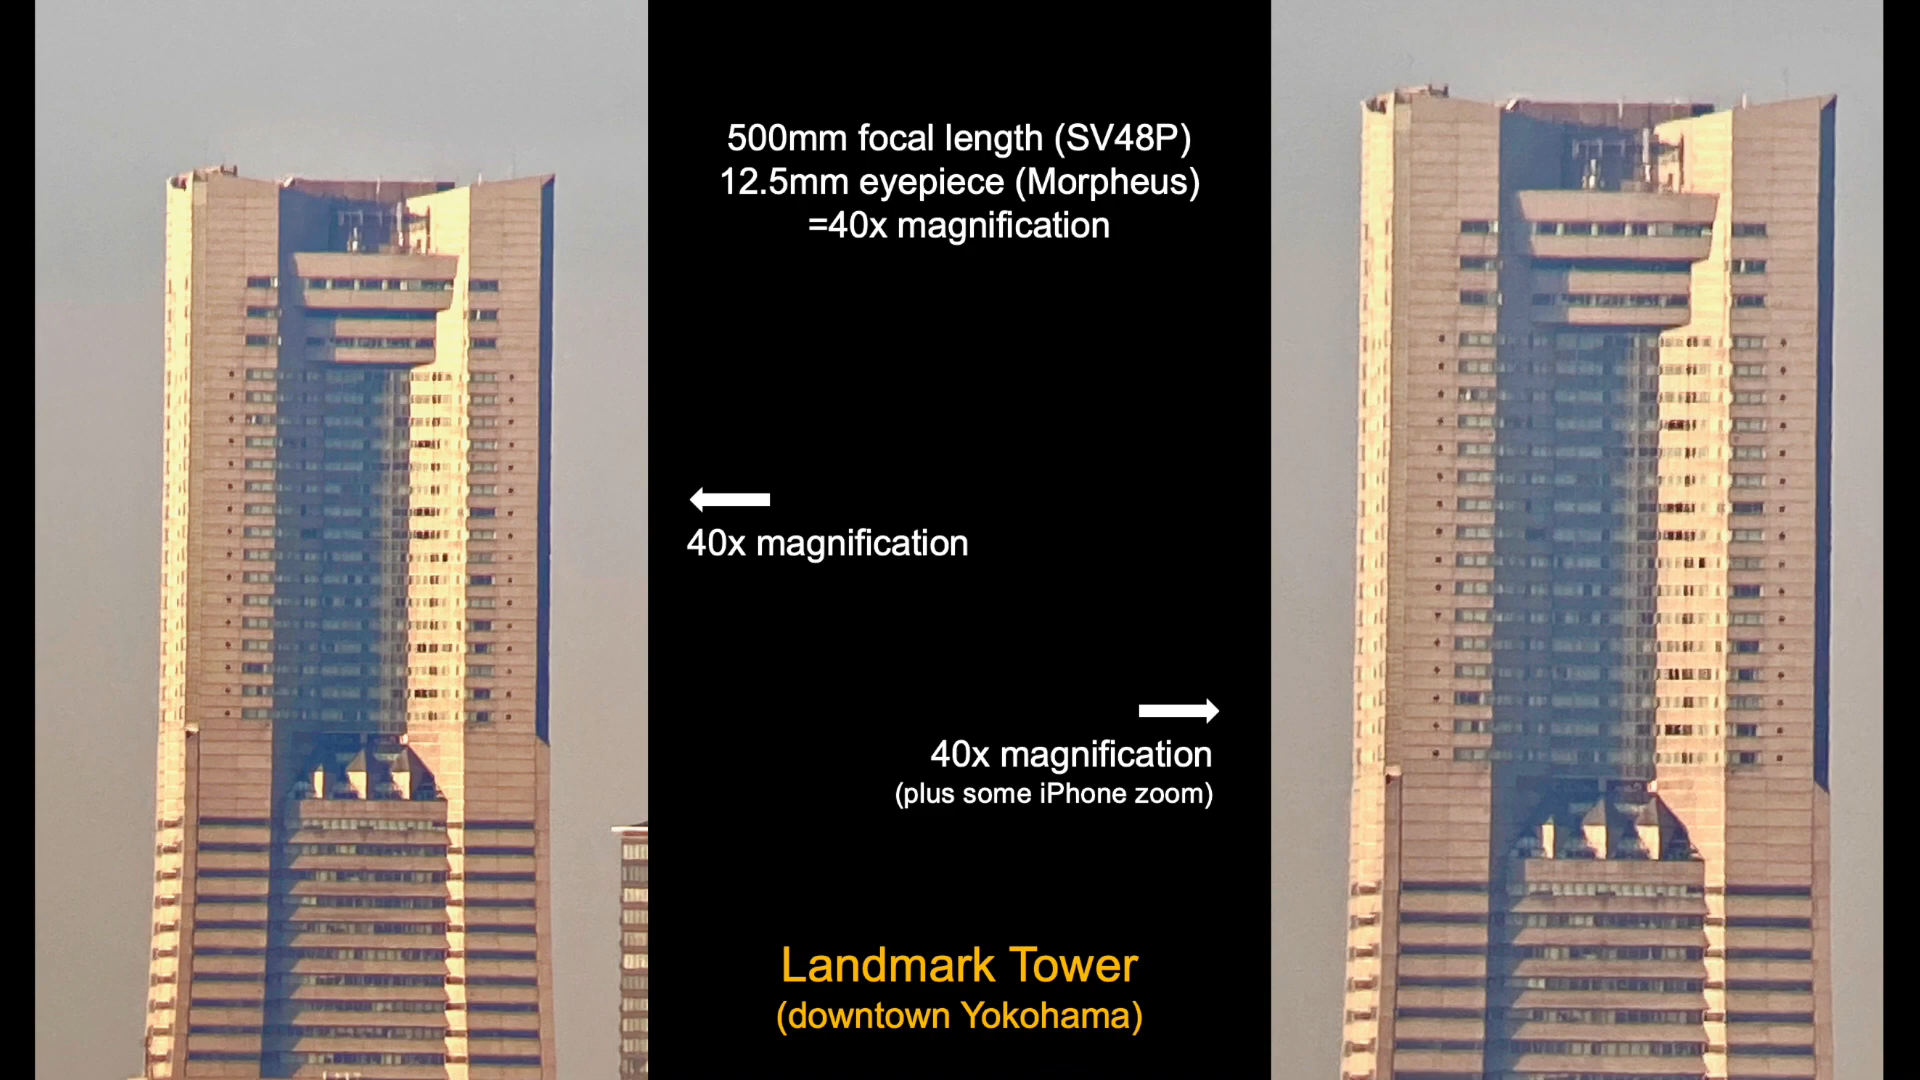 500mm focal length (SV48P)
12.5mm eyepiece (Morpheus)
=40x magnification
40x magnification
40x magnification
(plus some iPhone zoom)
Landmark Tower
(downtown Yokohama)